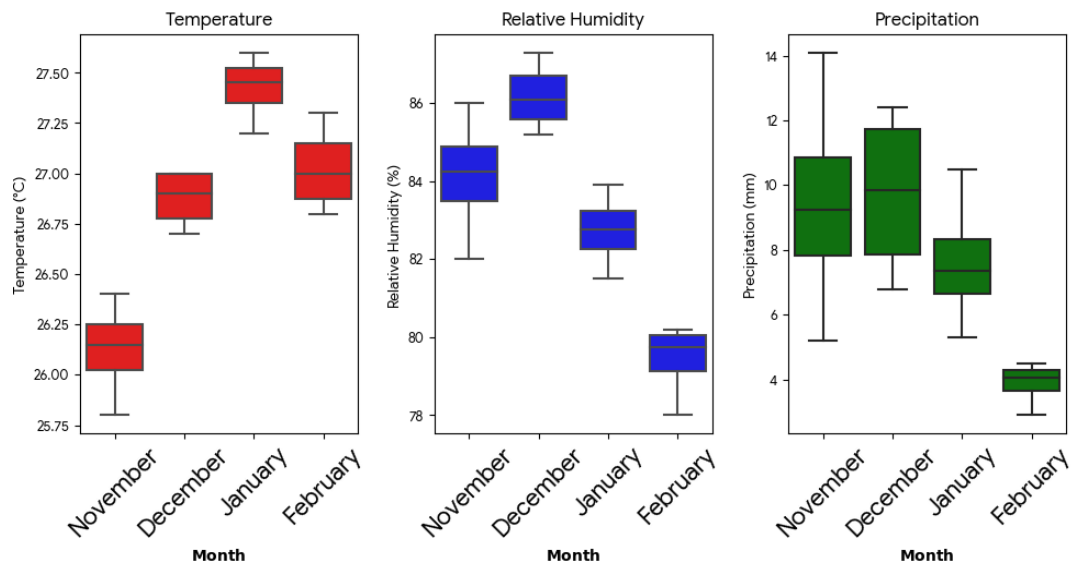 Temperature
Temperature (°C)
27.50
27.25
27.00
26.75
26.50
26.25
26.00
25.75
November
December
January
February
Month
Relative Humidity
Relative Humidity (%)
86
84
82
80
78
November
December
January
February
Month
Precipitation
Precipitation (mm)
14
12
10
8
6
4
November
December
January
February
Month